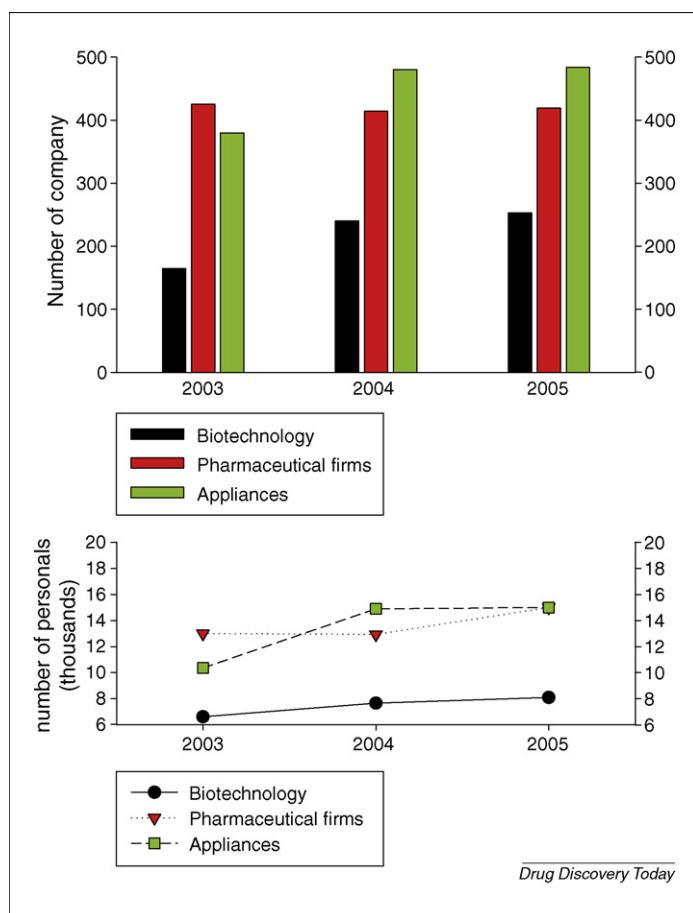 500 500
400 400
300 300
200 200
100 100
0 0
Number of company
2003 2004 2005
Biotechnology
Pharmaceutical firms
Appliances
20 20
18 18
16 16
14 14
12 12
10 10
8 8
6 6
number of personals
(thousands)
2003 2004 2005
Biotechnology
Pharmaceutical firms
Appliances
Drug Discovery Today